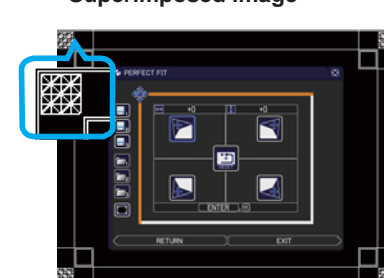 Superimposed image
PERFECT FIT
+0 +0
ENTER
RETURN EXIT